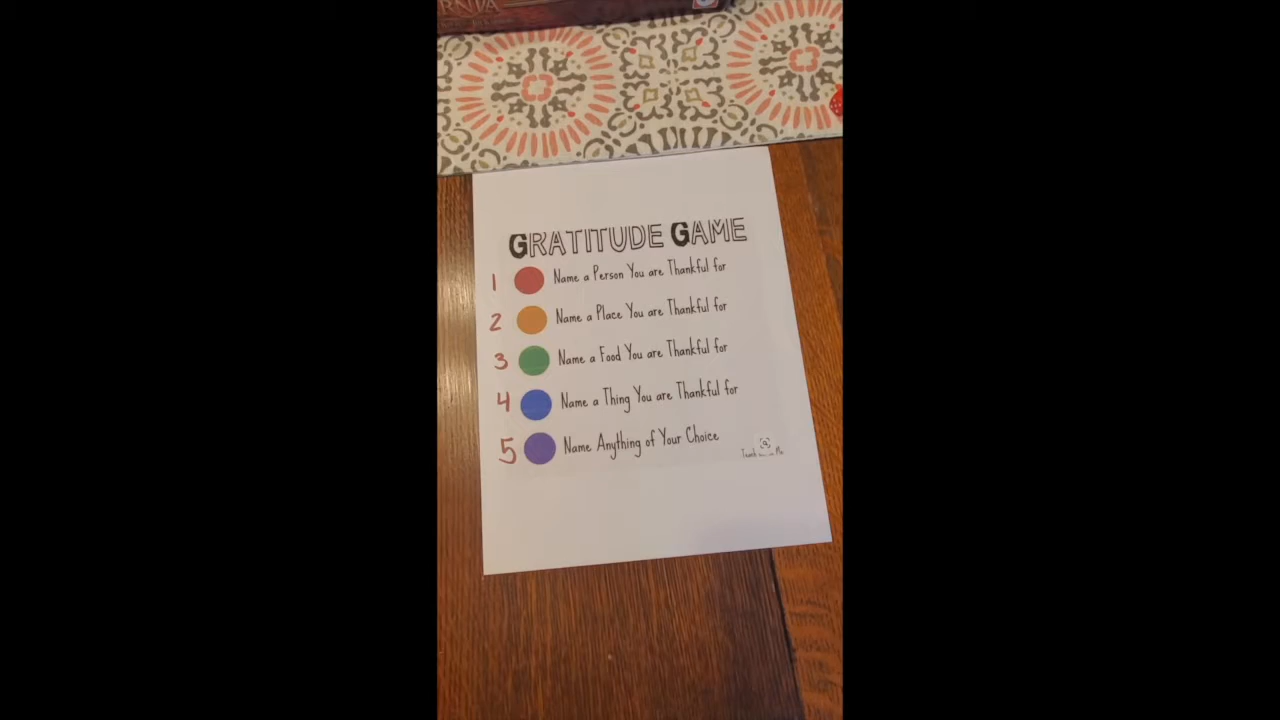 RNIA
GRATITUDE GAME
1 Name a Person You are Thankful for
2 Name a Place You are Thankful for
3 Name a Food You are Thankful for
4 Name a Thing You are Thankful for
5 Name Anything of Your Choice